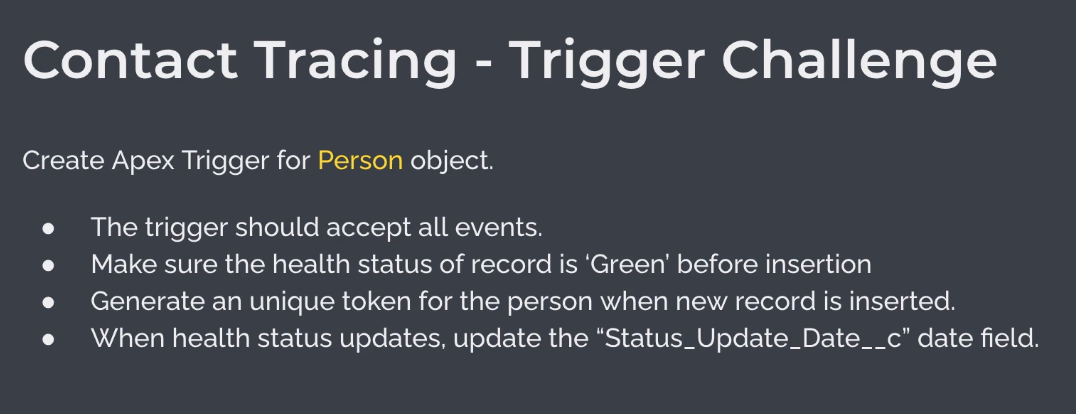 Contact Tracing - Trigger Challenge
Create Apex Trigger for Person object.
● The trigger should accept all events.
● Make sure the health status of record is ‘Green’ before insertion
● Generate an unique token for the person when new record is inserted.
● When health status updates, update the “Status_Update_Date__c” date field.